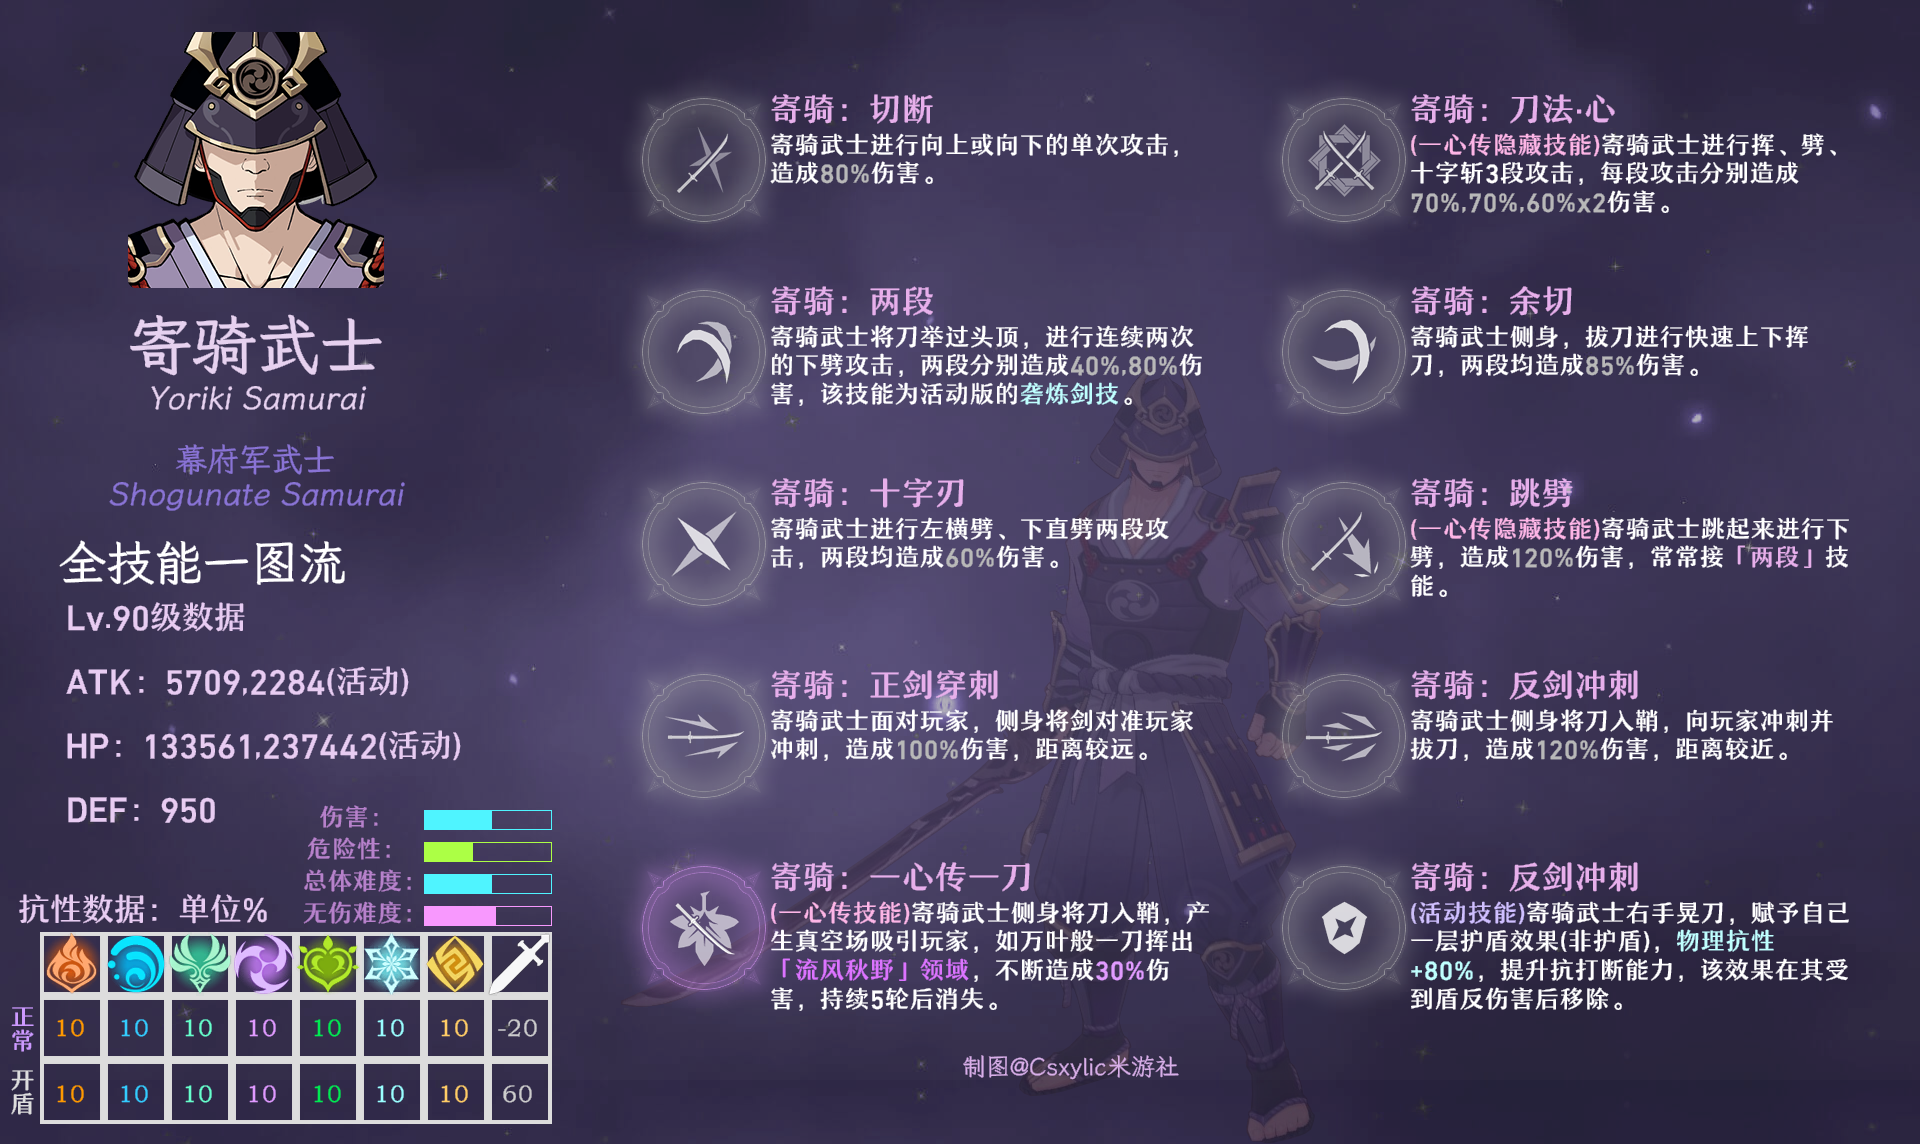 寄骑武士
Yoriki Samurai
幕府军武士
Shogunate Samurai
全技能一图流
Lv.90级数据
ATK：5709,2284(活动)
HP：133561,237442(活动)
DEF：950
伤害：
危险性：
总体难度：
无伤难度：
抗性数据：单位%
正常
10 10 10 10 10 10 10 -20
开盾
10 10 10 10 10 10 10 60
寄骑：切断
寄骑武士进行向上或向下的单次攻击，
造成80%伤害。
寄骑：两段
寄骑武士将刀举过头顶，进行连续两次
的下劈攻击，两段分别造成40%,80%伤
害，该技能为活动版的砻炼剑技。
寄骑：十字刃
寄骑武士进行左横劈、下直劈两段攻
击，两段均造成60%伤害。
寄骑：正剑穿刺
寄骑武士面对玩家，侧身将剑对准玩家
冲刺，造成100%伤害，距离较远。
寄骑：一心传一刀
(一心传技能)寄骑武士侧身将刀入鞘，产
生真空场吸引玩家，如万叶般一刀挥出
「流风秋野」领域，不断造成30%伤
害，持续5轮后消失。
寄骑：刀法·心
(一心传隐藏技能)寄骑武士进行挥、劈、
十字斩3段攻击，每段攻击分别造成
70%,70%,60%x2伤害。
寄骑：余切
寄骑武士侧身，拔刀进行快速上下挥
刀，两段均造成85%伤害。
寄骑：跳劈
(一心传隐藏技能)寄骑武士跳起来进行下
劈，造成120%伤害，常常接「两段」技
能。
寄骑：反剑冲刺
寄骑武士侧身将刀入鞘，向玩家冲刺并
拔刀，造成120%伤害，距离较近。
寄骑：反剑冲刺
(活动技能)寄骑武士右手晃刀，赋予自己
一层护盾效果(非护盾)，物理抗性
+80%，提升抗打断能力，该效果在其受
到盾反伤害后移除。
制图@Csxylic米游社